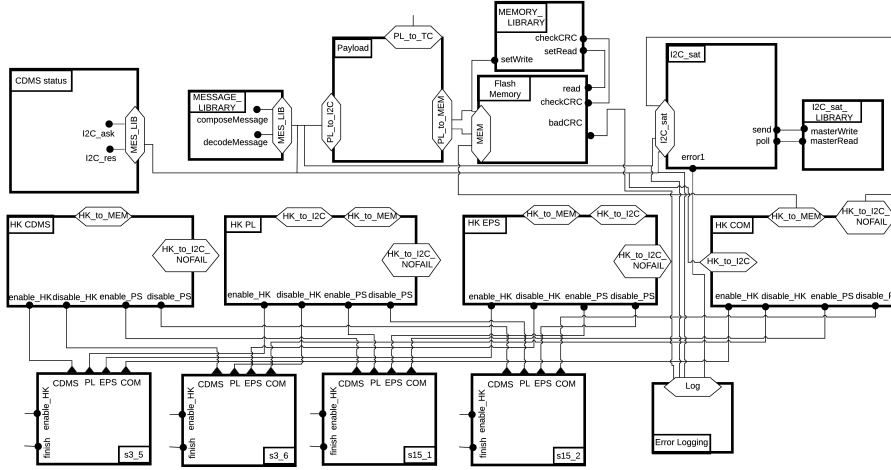 MEMORY_
LIBRARY
checkCRC
setRead
setWrite
PL_to_TC
Payload
PL_to_I2C
PL_to_MEM
CDMS status
I2C_ask
I2C_res
MES_LIB
MESSAGE_
LIBRARY
composeMessage
decodeMessage
MES_LIB
Flash
Memory
read
checkCRC
badCRC
MEM
I2C_sat
I2C_sat
send
poll
error1
I2C_sat_
LIBRARY
masterWrite
masterRead
HK CDMS
HK_to_MEM
HK_to_I2C_
NOFAIL
enable_HK
disable_HK
enable_PS
disable_PS
HK PL
HK_to_I2C
HK_to_MEM
HK_to_I2C_
NOFAIL
enable_HK
disable_HK
enable_PS
disable_PS
HK EPS
HK_to_MEM
HK_to_I2C
HK_to_I2C_
NOFAIL
enable_HK
disable_HK
enable_PS
disable_PS
HK COM
HK_to_MEM
HK_to_I2C_
NOFAIL
HK_to_I2C
enable_HK
disable_HK
enable_PS
disable_PS
CDMS PL EPS COM
enable_HK
finish
s3_5
CDMS PL EPS COM
enable_HK
finish
s3_6
CDMS PL EPS COM
enable_HK
finish
s15_1
CDMS PL EPS COM
enable_HK
finish
s15_2
Log
Error Logging